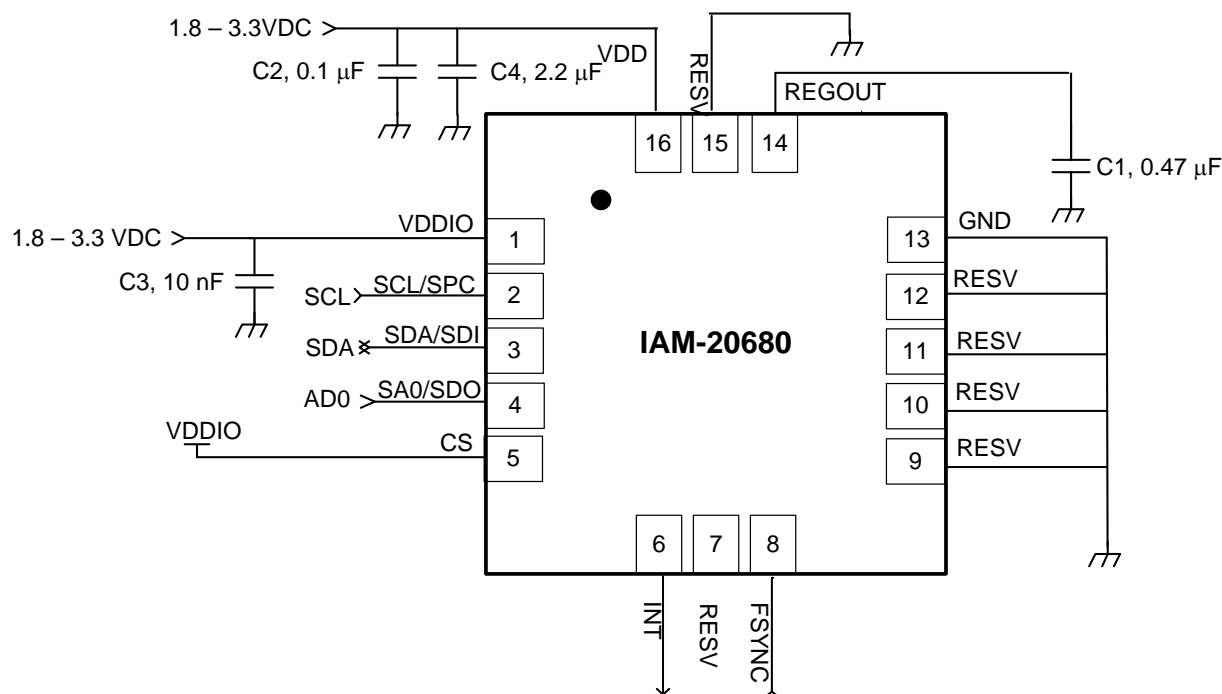 1.8 – 3.3VDC
C2, 0.1 μF
C4, 2.2 μF
VDD
RESV
REGOUT
C1, 0.47 μF
16
15
14
1.8 – 3.3 VDC
VDDIO
1
13
GND
C3, 10 nF
SCL
SCL/SPC
2
12
RESV
SDA
SDA/SDI
3
IAM-20680
11
RESV
AD0
SA0/SDO
4
10
RESV
VDDIO
CS
5
9
RESV
6
7
8
INT
RESV
FSYNC